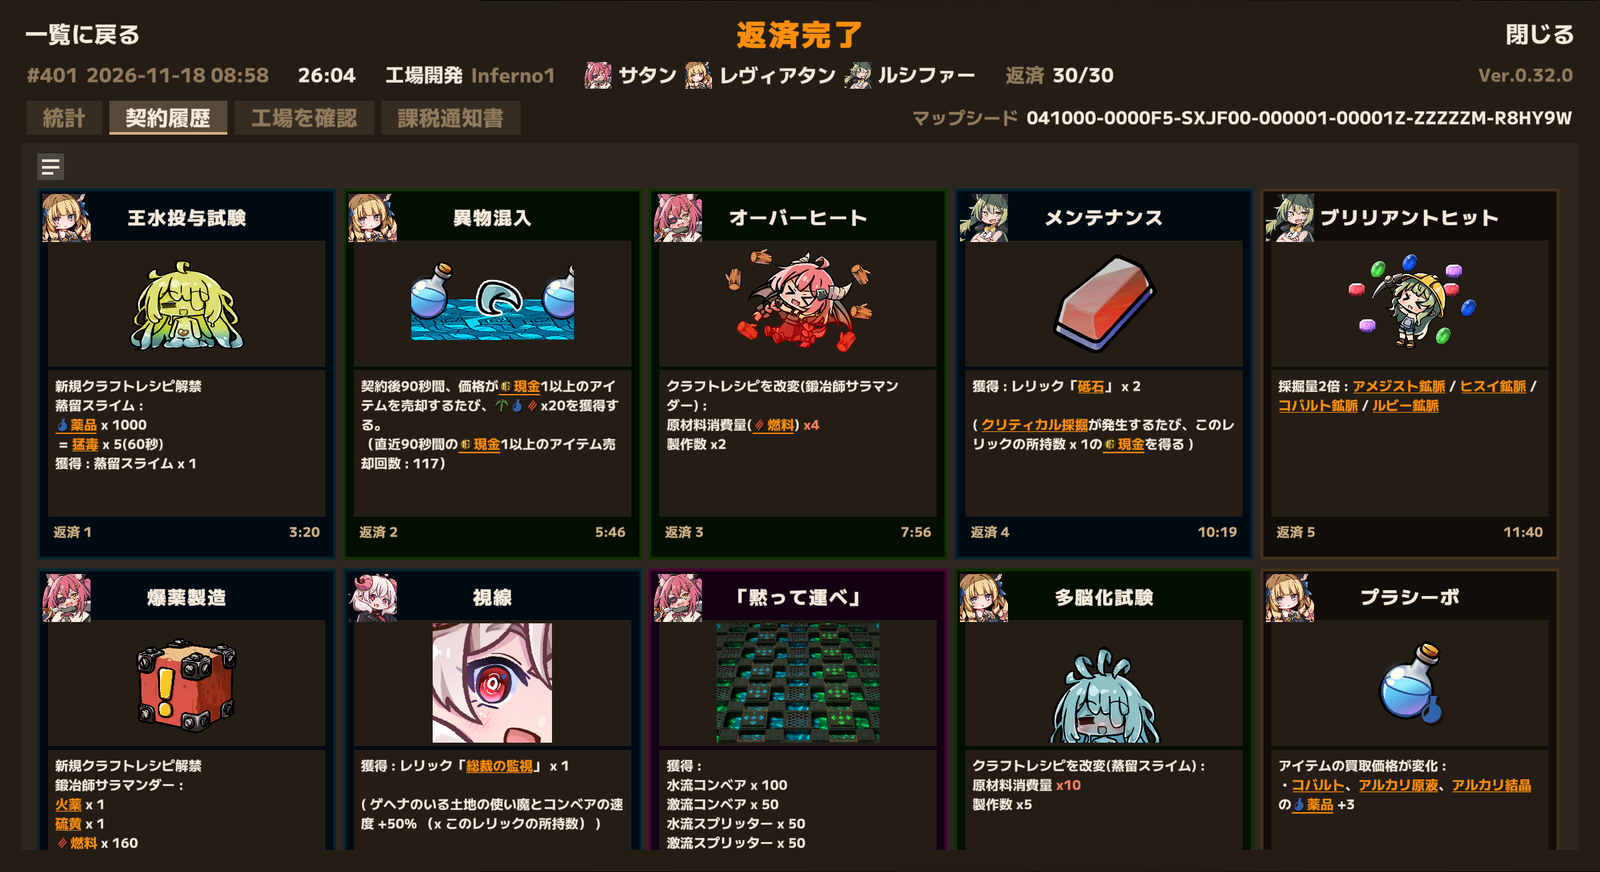 一覧に戻る
返済完了
閉じる
#401 2026-11-18 08:58 26:04 工場開発 Inferno1 サタン レヴィアタン ルシファー 返済 30/30 Ver.0.32.0
統計 契約履歴 工場を確認 課税通知書 マップシード 041000-0000F5-SXJF00-000001-00001Z-ZZZZZM-R8HY9W
王水投与試験
新規クラフトレシピ解禁
蒸留スライム:
薬品 x 1000
= 猛毒 x 5(60秒)
獲得:蒸留スライム x 1
返済 1 3:20
異物混入
契約後90秒間、価格が現金1以上のアイ
テムを売却するたび、x20を獲得す
る。
(直近90秒間の現金1以上のアイテム売
却回数:117)
返済 2 5:46
オーバーヒート
クラフトレシピを改変(鍛冶師サラマン
ダー):
原材料消費量(燃料) x4
製作数 x2
返済 3 7:56
メンテナンス
獲得:レリック「砥石」 x 2
( クリティカル採掘が発生するたび、このレ
リックの所持数 x 1の現金を得る )
返済 4 10:19
ブリリアントヒット
採掘量2倍:アメジスト鉱脈 / ヒスイ鉱脈 /
コバルト鉱脈 / ルビー鉱脈
返済 5 11:40
爆薬製造
新規クラフトレシピ解禁
鍛冶師サラマンダー:
火薬 x 1
硫黄 x 1
燃料 x 160
視線
獲得:レリック「総裁の監視」 x 1
( ゲヘナのいる土地の使い魔とコンベアの速
度 +50% (x このレリックの所持数) )
「黙って運べ」
獲得:
水流コンベア x 100
激流コンベア x 50
水流スプリッター x 50
激流スプリッター x 50
多脳化試験
クラフトレシピを改変(蒸留スライム):
原材料消費量 x10
製作数 x5
プラシーボ
アイテムの買取価格が変化:
・コバルト、アルカリ原液、アルカリ結晶
の薬品 +3